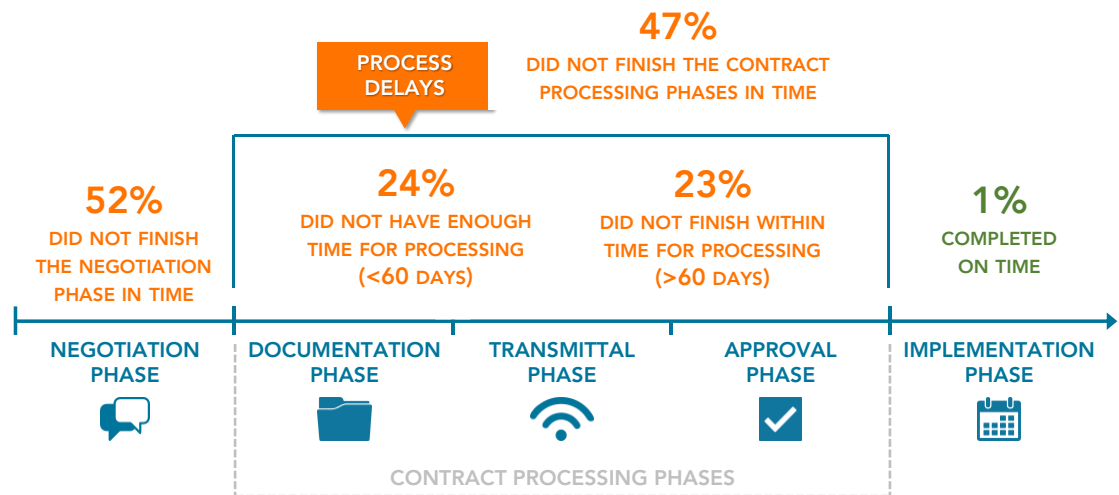 47%
DID NOT FINISH THE CONTRACT
PROCESSING PHASES IN TIME
PROCESS
DELAYS
52%
DID NOT FINISH
THE NEGOTIATION
PHASE IN TIME
24%
DID NOT HAVE ENOUGH
TIME FOR PROCESSING
(<60 DAYS)
23%
DID NOT FINISH WITHIN
TIME FOR PROCESSING
(>60 DAYS)
1%
COMPLETED
ON TIME
NEGOTIATION
PHASE
DOCUMENTATION
PHASE
TRANSMITTAL
PHASE
APPROVAL
PHASE
IMPLEMENTATION
PHASE
CONTRACT PROCESSING PHASES